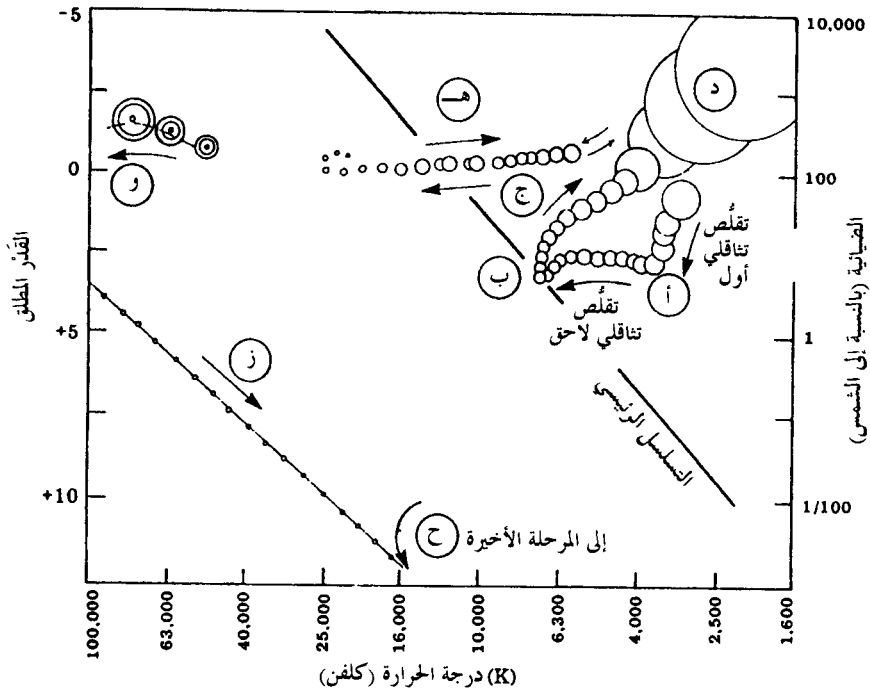 -5
0
+5
+10
القَدْر المطلق
10,000
100
1
1/100
الضيائية (بالنسبة إلى الشمس)
د
هـ
و
ج
تقلُّص
تثاقلي
أول
ب
أ
تقلُّص
تثاقلي لاحق
ز
التسلسل الرئيسي
ح
إلى المرحلة الأخيرة
100,000
63,000
40,000
25,000
16,000
10,000
6,300
4,000
2,500
1,600
درجة الحرارة (كلفن) (K)